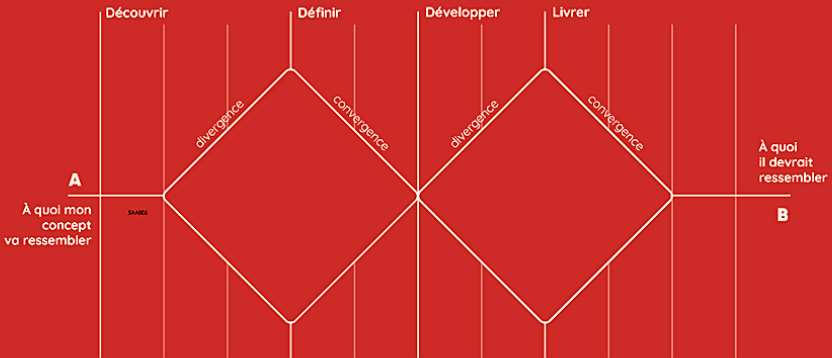 Découvrir
Définir
Développer
Livrer
divergence
convergence
divergence
convergence
A
À quoi mon
concept
va ressembler
À quoi
il devrait
ressembler
B